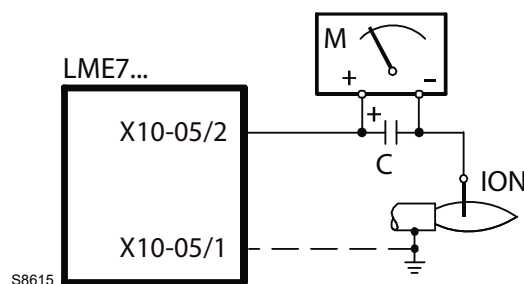 M
+ −
LME7...
X10-05/2
+
C
ION
X10-05/1
S8615